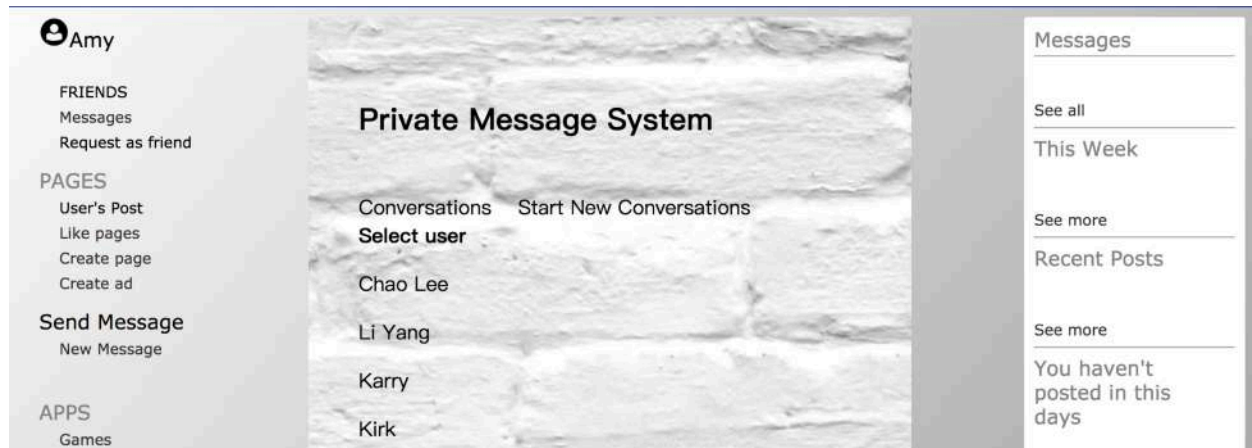 Amy
FRIENDS
Messages
Request as friend
PAGES
User's Post
Like pages
Create page
Create ad
Send Message
New Message
APPS
Games
Private Message System
Conversations Start New Conversations
Select user
Chao Lee
Li Yang
Karry
Kirk
Messages
See all
This Week
See more
Recent Posts
See more
You haven't
posted in this
days